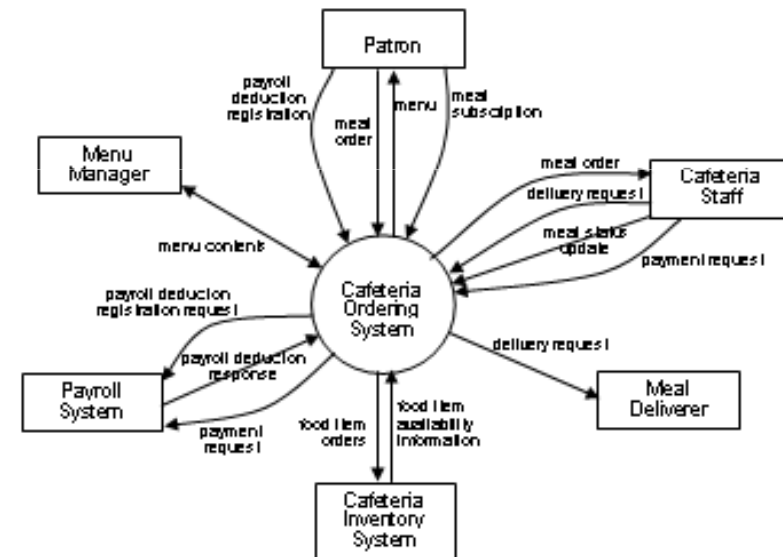 Patron
payroll
deduction
registration
meal
order
menu
meal
subscription
Menu
Manager
meal order
Cafeteria
Staff
delivery request
meal status
update
payment request
menu contents
Cafeteria
Ordering
System
payroll deduction
registration request
payroll deduction
response
delivery request
Payroll
System
Meal
Deliverer
payment
request
food item
orders
food item
availability
information
Cafeteria
Inventory
System